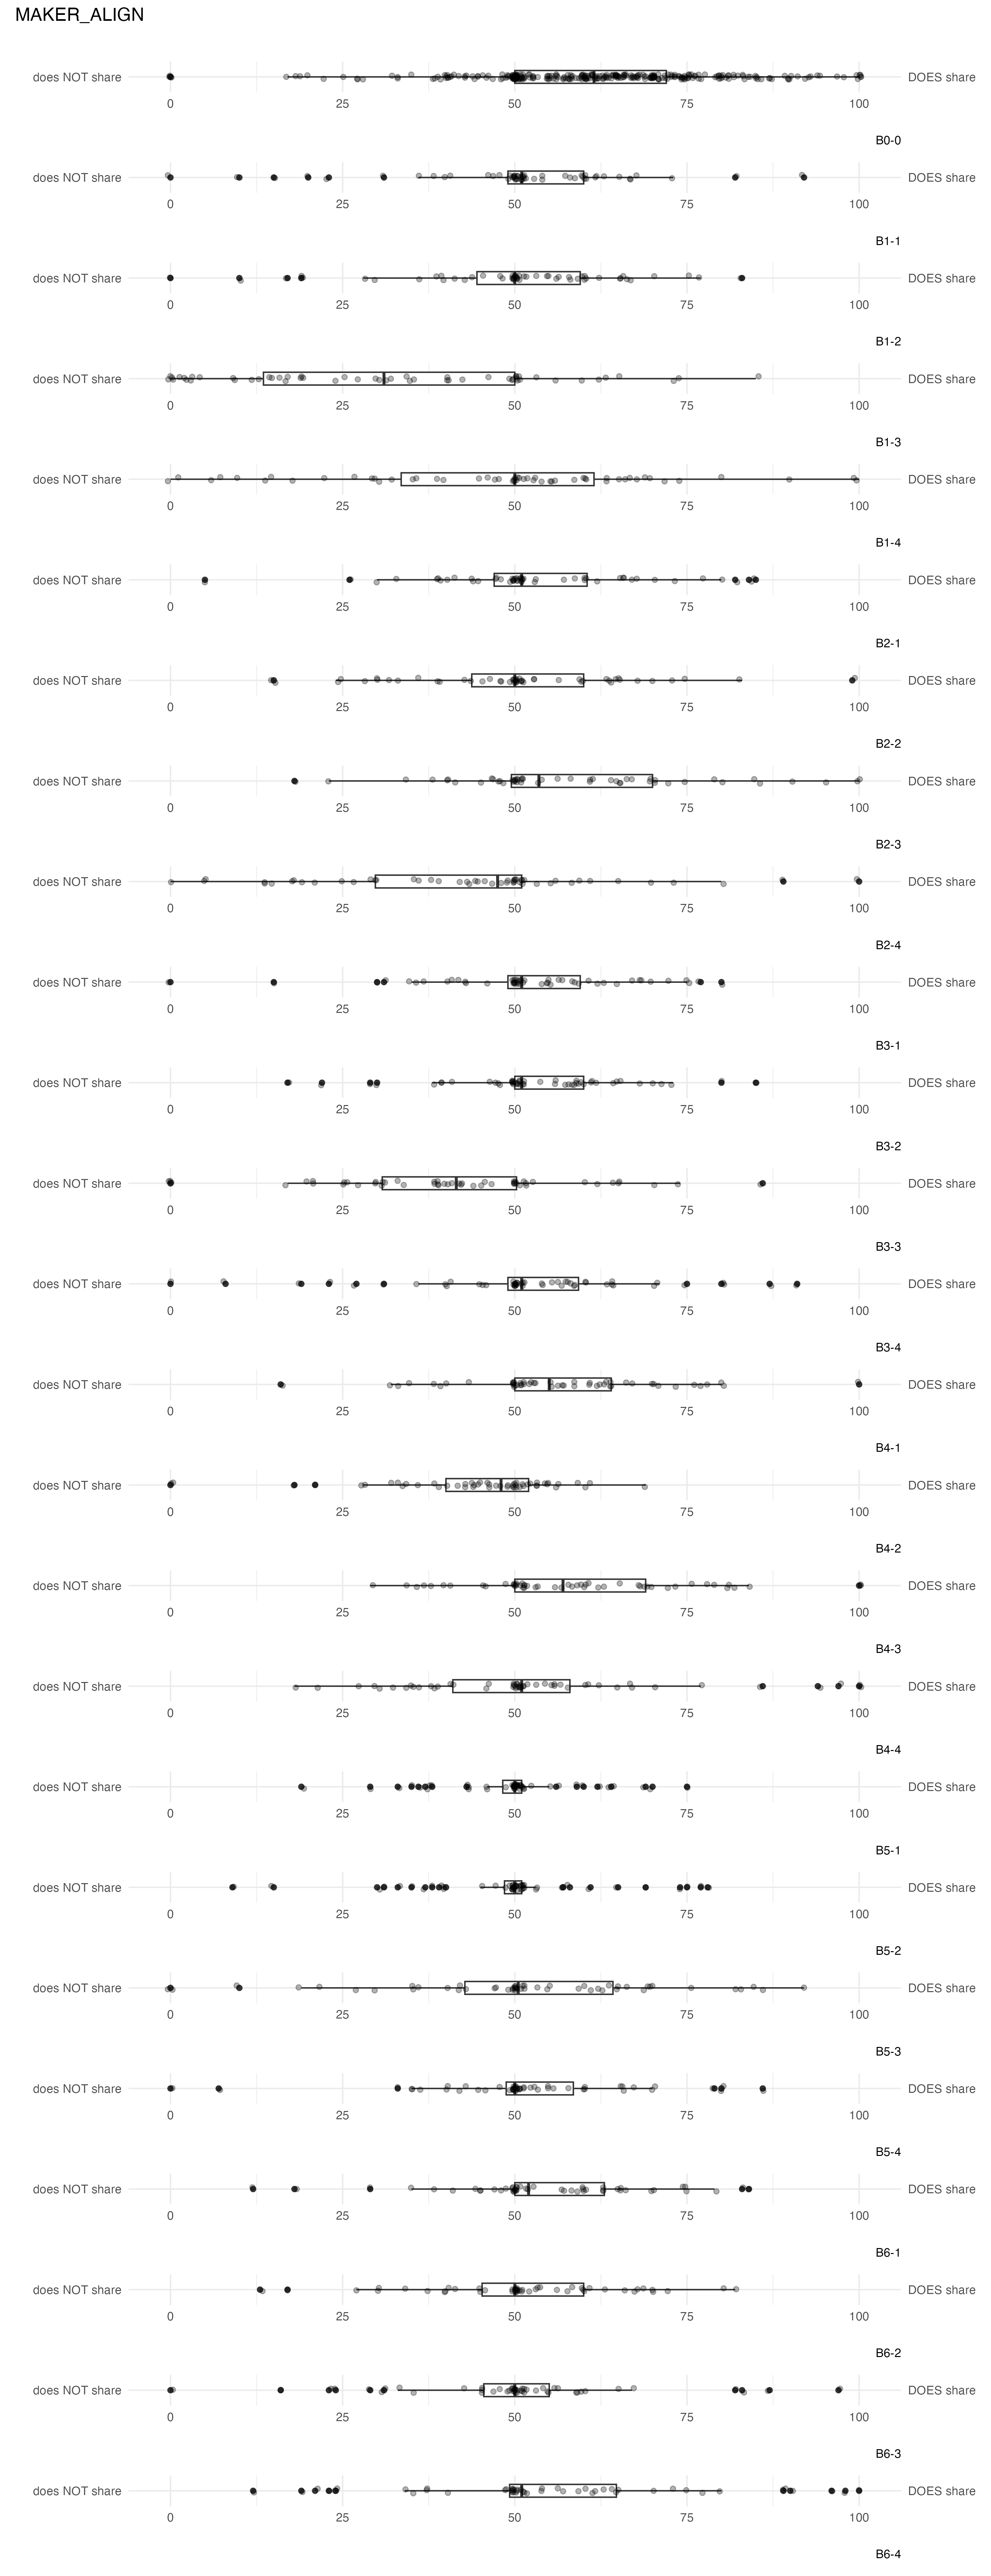 MAKER_ALIGN
does NOT share DOES share
0 25 50 75 100
B0-0
does NOT share DOES share
0 25 50 75 100
B1-1
does NOT share DOES share
0 25 50 75 100
B1-2
does NOT share DOES share
0 25 50 75 100
B1-3
does NOT share DOES share
0 25 50 75 100
B1-4
does NOT share DOES share
0 25 50 75 100
B2-1
does NOT share DOES share
0 25 50 75 100
B2-2
does NOT share DOES share
0 25 50 75 100
B2-3
does NOT share DOES share
0 25 50 75 100
B2-4
does NOT share DOES share
0 25 50 75 100
B3-1
does NOT share DOES share
0 25 50 75 100
B3-2
does NOT share DOES share
0 25 50 75 100
B3-3
does NOT share DOES share
0 25 50 75 100
B3-4
does NOT share DOES share
0 25 50 75 100
B4-1
does NOT share DOES share
0 25 50 75 100
B4-2
does NOT share DOES share
0 25 50 75 100
B4-3
does NOT share DOES share
0 25 50 75 100
B4-4
does NOT share DOES share
0 25 50 75 100
B5-1
does NOT share DOES share
0 25 50 75 100
B5-2
does NOT share DOES share
0 25 50 75 100
B5-3
does NOT share DOES share
0 25 50 75 100
B5-4
does NOT share DOES share
0 25 50 75 100
B6-1
does NOT share DOES share
0 25 50 75 100
B6-2
does NOT share DOES share
0 25 50 75 100
B6-3
does NOT share DOES share
0 25 50 75 100
B6-4